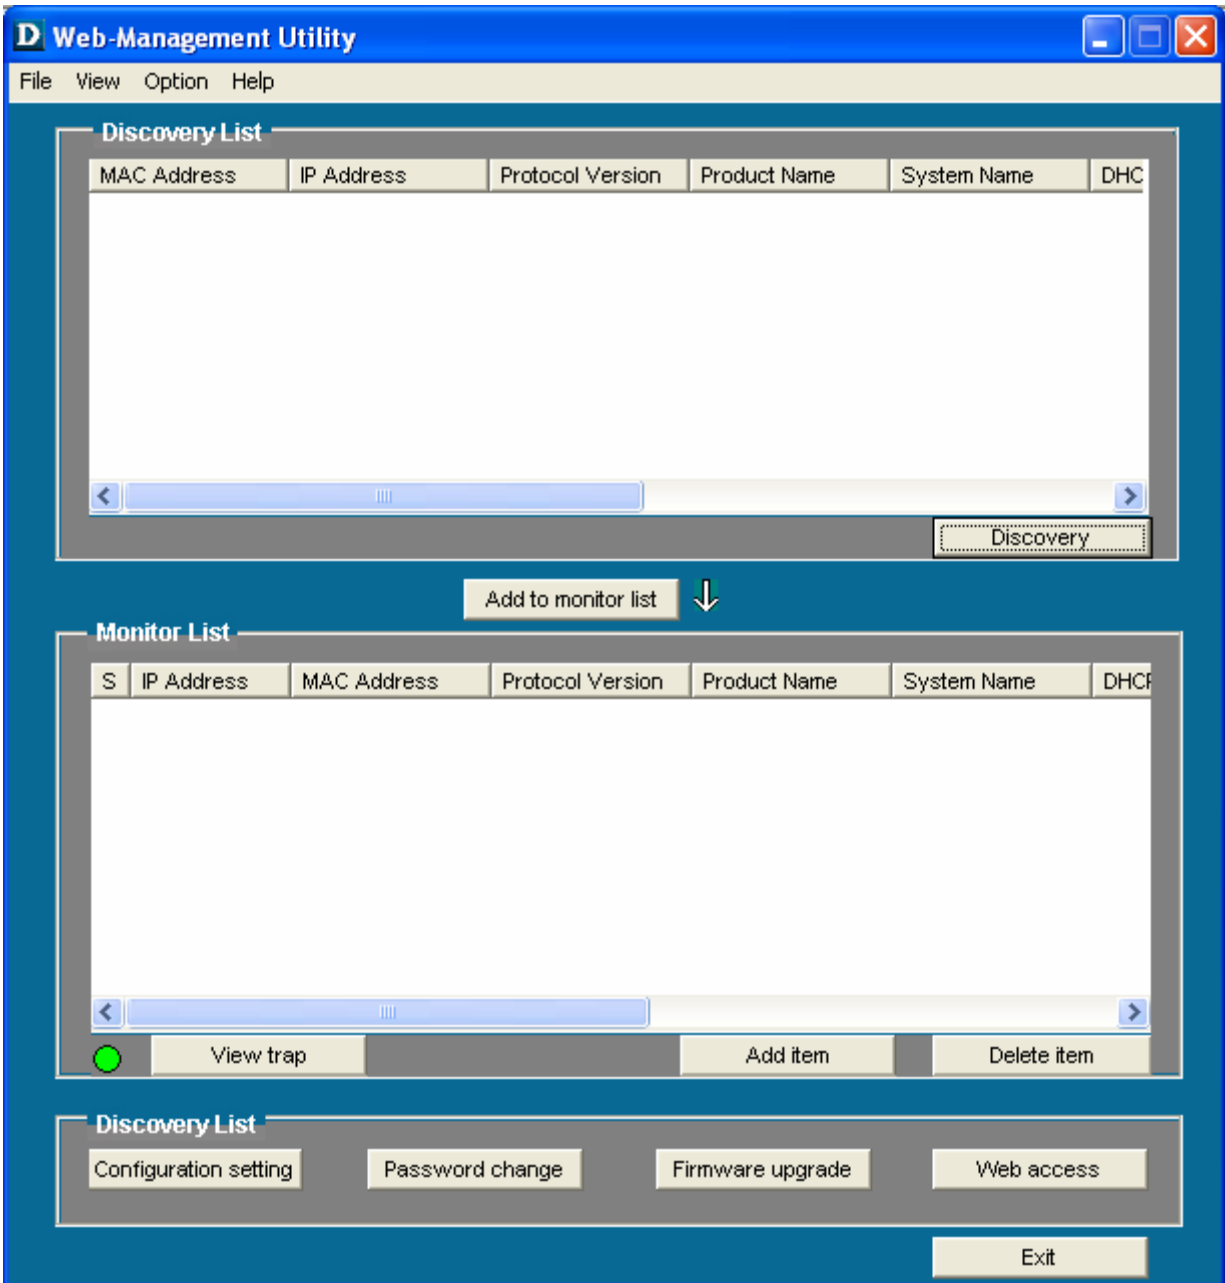 D Web-Management Utility
File View Option Help
Discovery List
MAC Address IP Address Protocol Version Product Name System Name DHC
Discovery
Add to monitor list
Monitor List
S IP Address MAC Address Protocol Version Product Name System Name DHCP
View trap Add item Delete item
Discovery List
Configuration setting Password change Firmware upgrade Web access
Exit